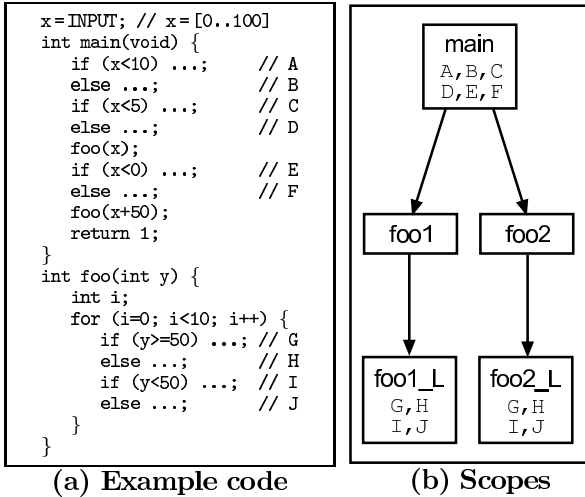 x=INPUT; // x=[0..100]
int main(void) {
if (x<10) ...; // A
else ...; // B
if (x<5) ...; // C
else ...; // D
foo(x);
if (x<0) ...; // E
else ...; // F
foo(x+50);
return 1;
}
int foo(int y) {
int i;
for (i=0; i<10; i++) {
if (y>=50) ...; // G
else ...; // H
if (y<50) ...; // I
else ...; // J
}
}
(a) Example code
main
A,B,C
D,E,F
foo1
foo2
foo1_L
G,H
I,J
foo2_L
G,H
I,J
(b) Scopes